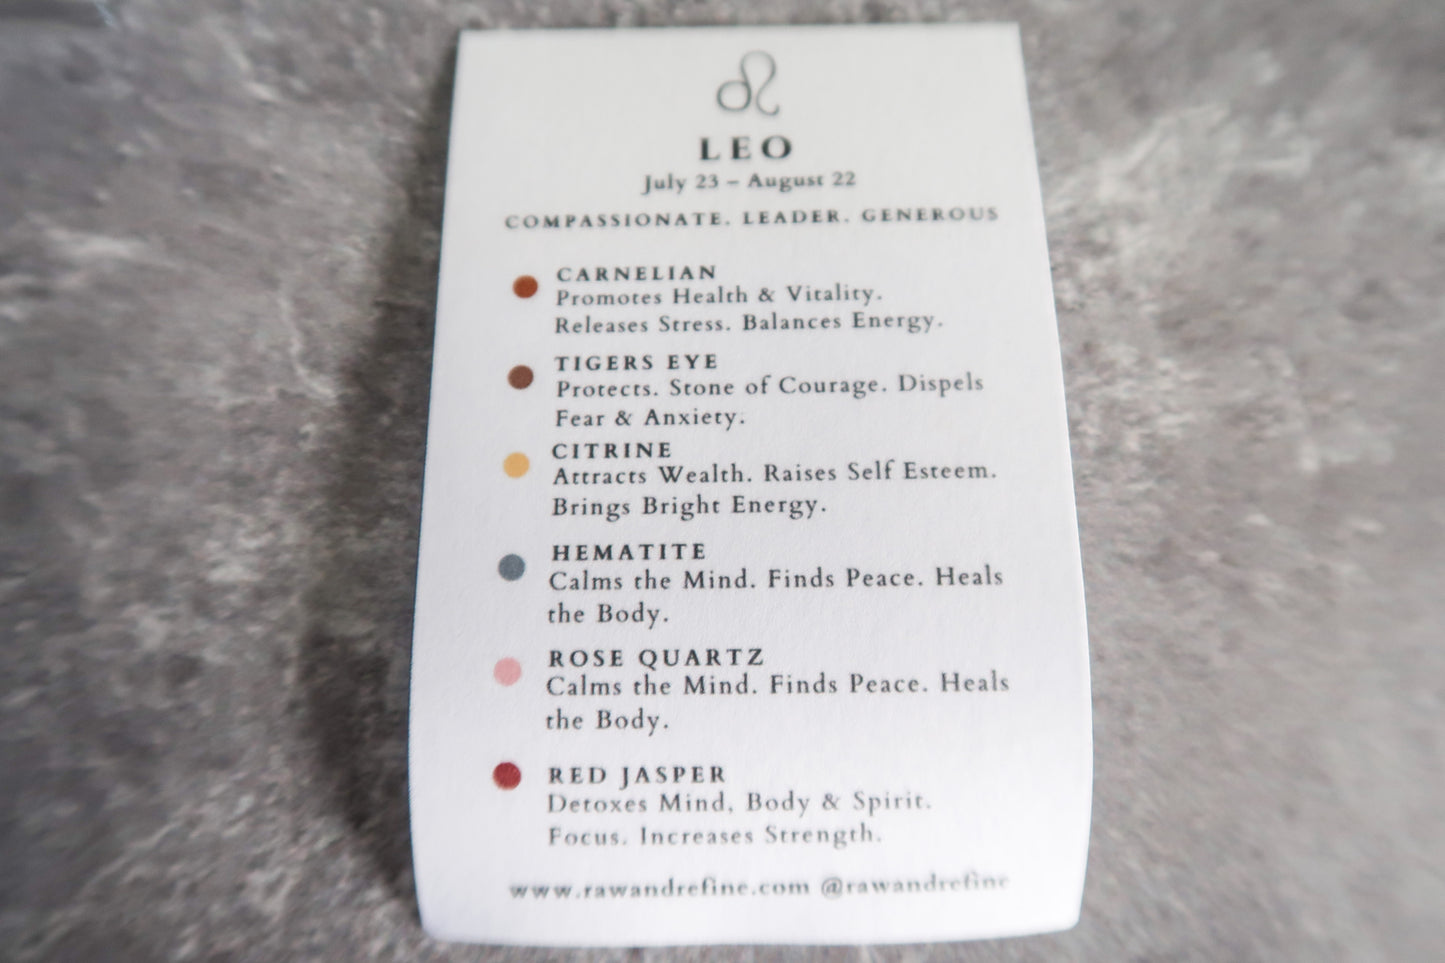 LEO
July 23 – August 22
COMPASSIONATE. LEADER. GENEROUS
CARNELIAN
Promotes Health & Vitality.
Releases Stress. Balances Energy.
TIGERS EYE
Protects. Stone of Courage. Dispels
Fear & Anxiety.
CITRINE
Attracts Wealth. Raises Self Esteem.
Brings Bright Energy.
HEMATITE
Calms the Mind. Finds Peace. Heals
the Body.
ROSE QUARTZ
Calms the Mind. Finds Peace. Heals
the Body.
RED JASPER
Detoxes Mind, Body & Spirit.
Focus. Increases Strength.
www.rawandrefine.com @rawandrefine